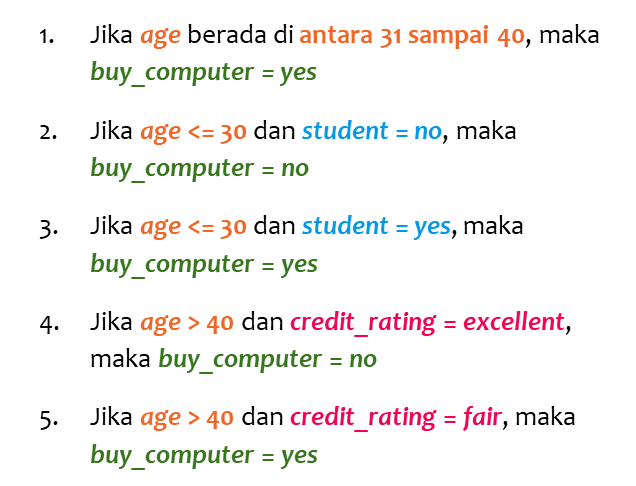 1. Jika age berada di antara 31 sampai 40, maka
buy_computer = yes
2. Jika age <= 30 dan student = no, maka
buy_computer = no
3. Jika age <= 30 dan student = yes, maka
buy_computer = yes
4. Jika age > 40 dan credit_rating = excellent,
maka buy_computer = no
5. Jika age > 40 dan credit_rating = fair, maka
buy_computer = yes